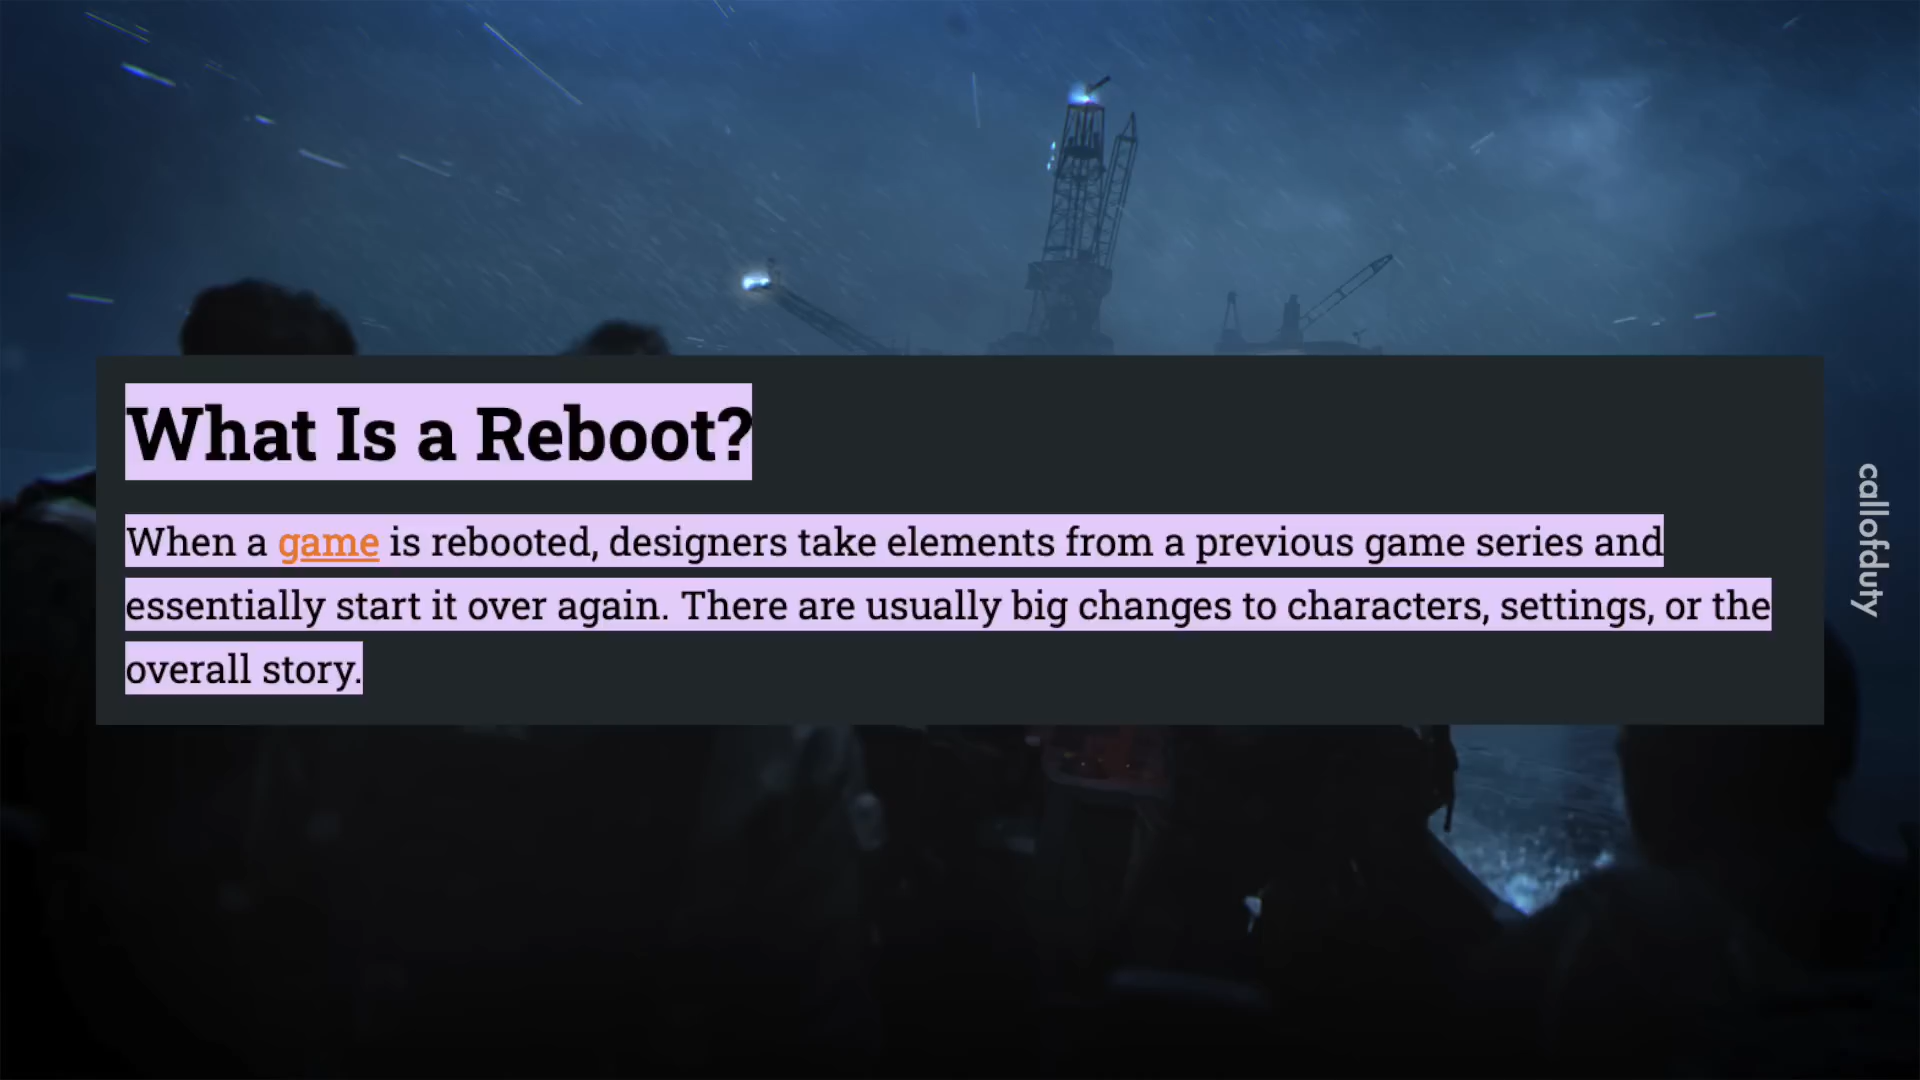 What Is a Reboot?
When a game is rebooted, designers take elements from a previous game series and
essentially start it over again. There are usually big changes to characters, settings, or the
overall story.
callofduty